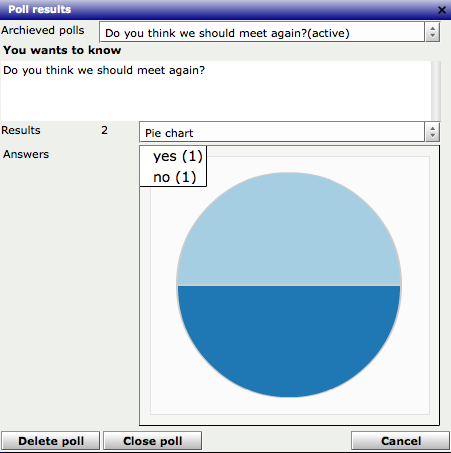 Poll results
Archieved polls Do you think we should meet again?(active)
You wants to know
Do you think we should meet again?
Results 2 Pie chart
Answers
yes (1)
no (1)
Delete poll Close poll Cancel